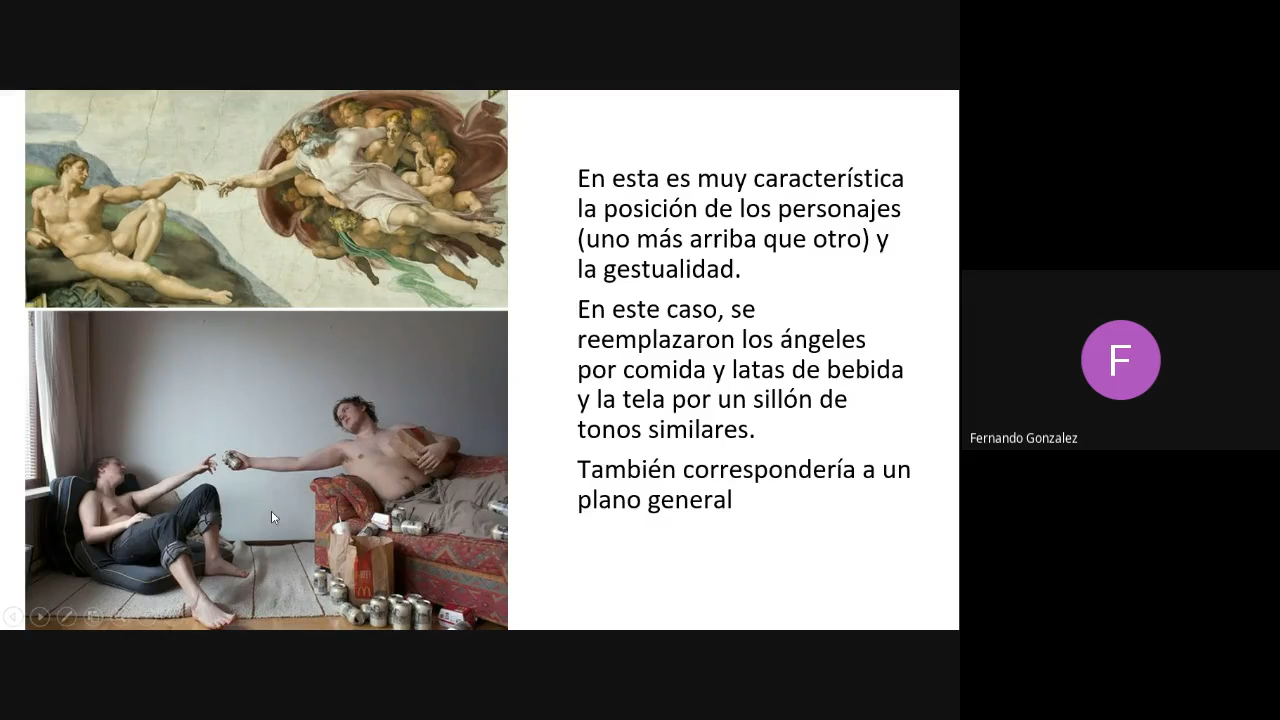 En esta es muy característica
la posición de los personajes
(uno más arriba que otro) y
la gestualidad.
En este caso, se
reemplazaron los ángeles
por comida y latas de bebida
y la tela por un sillón de
tonos similares.
También correspondería a un
plano general
F
Fernando Gonzalez